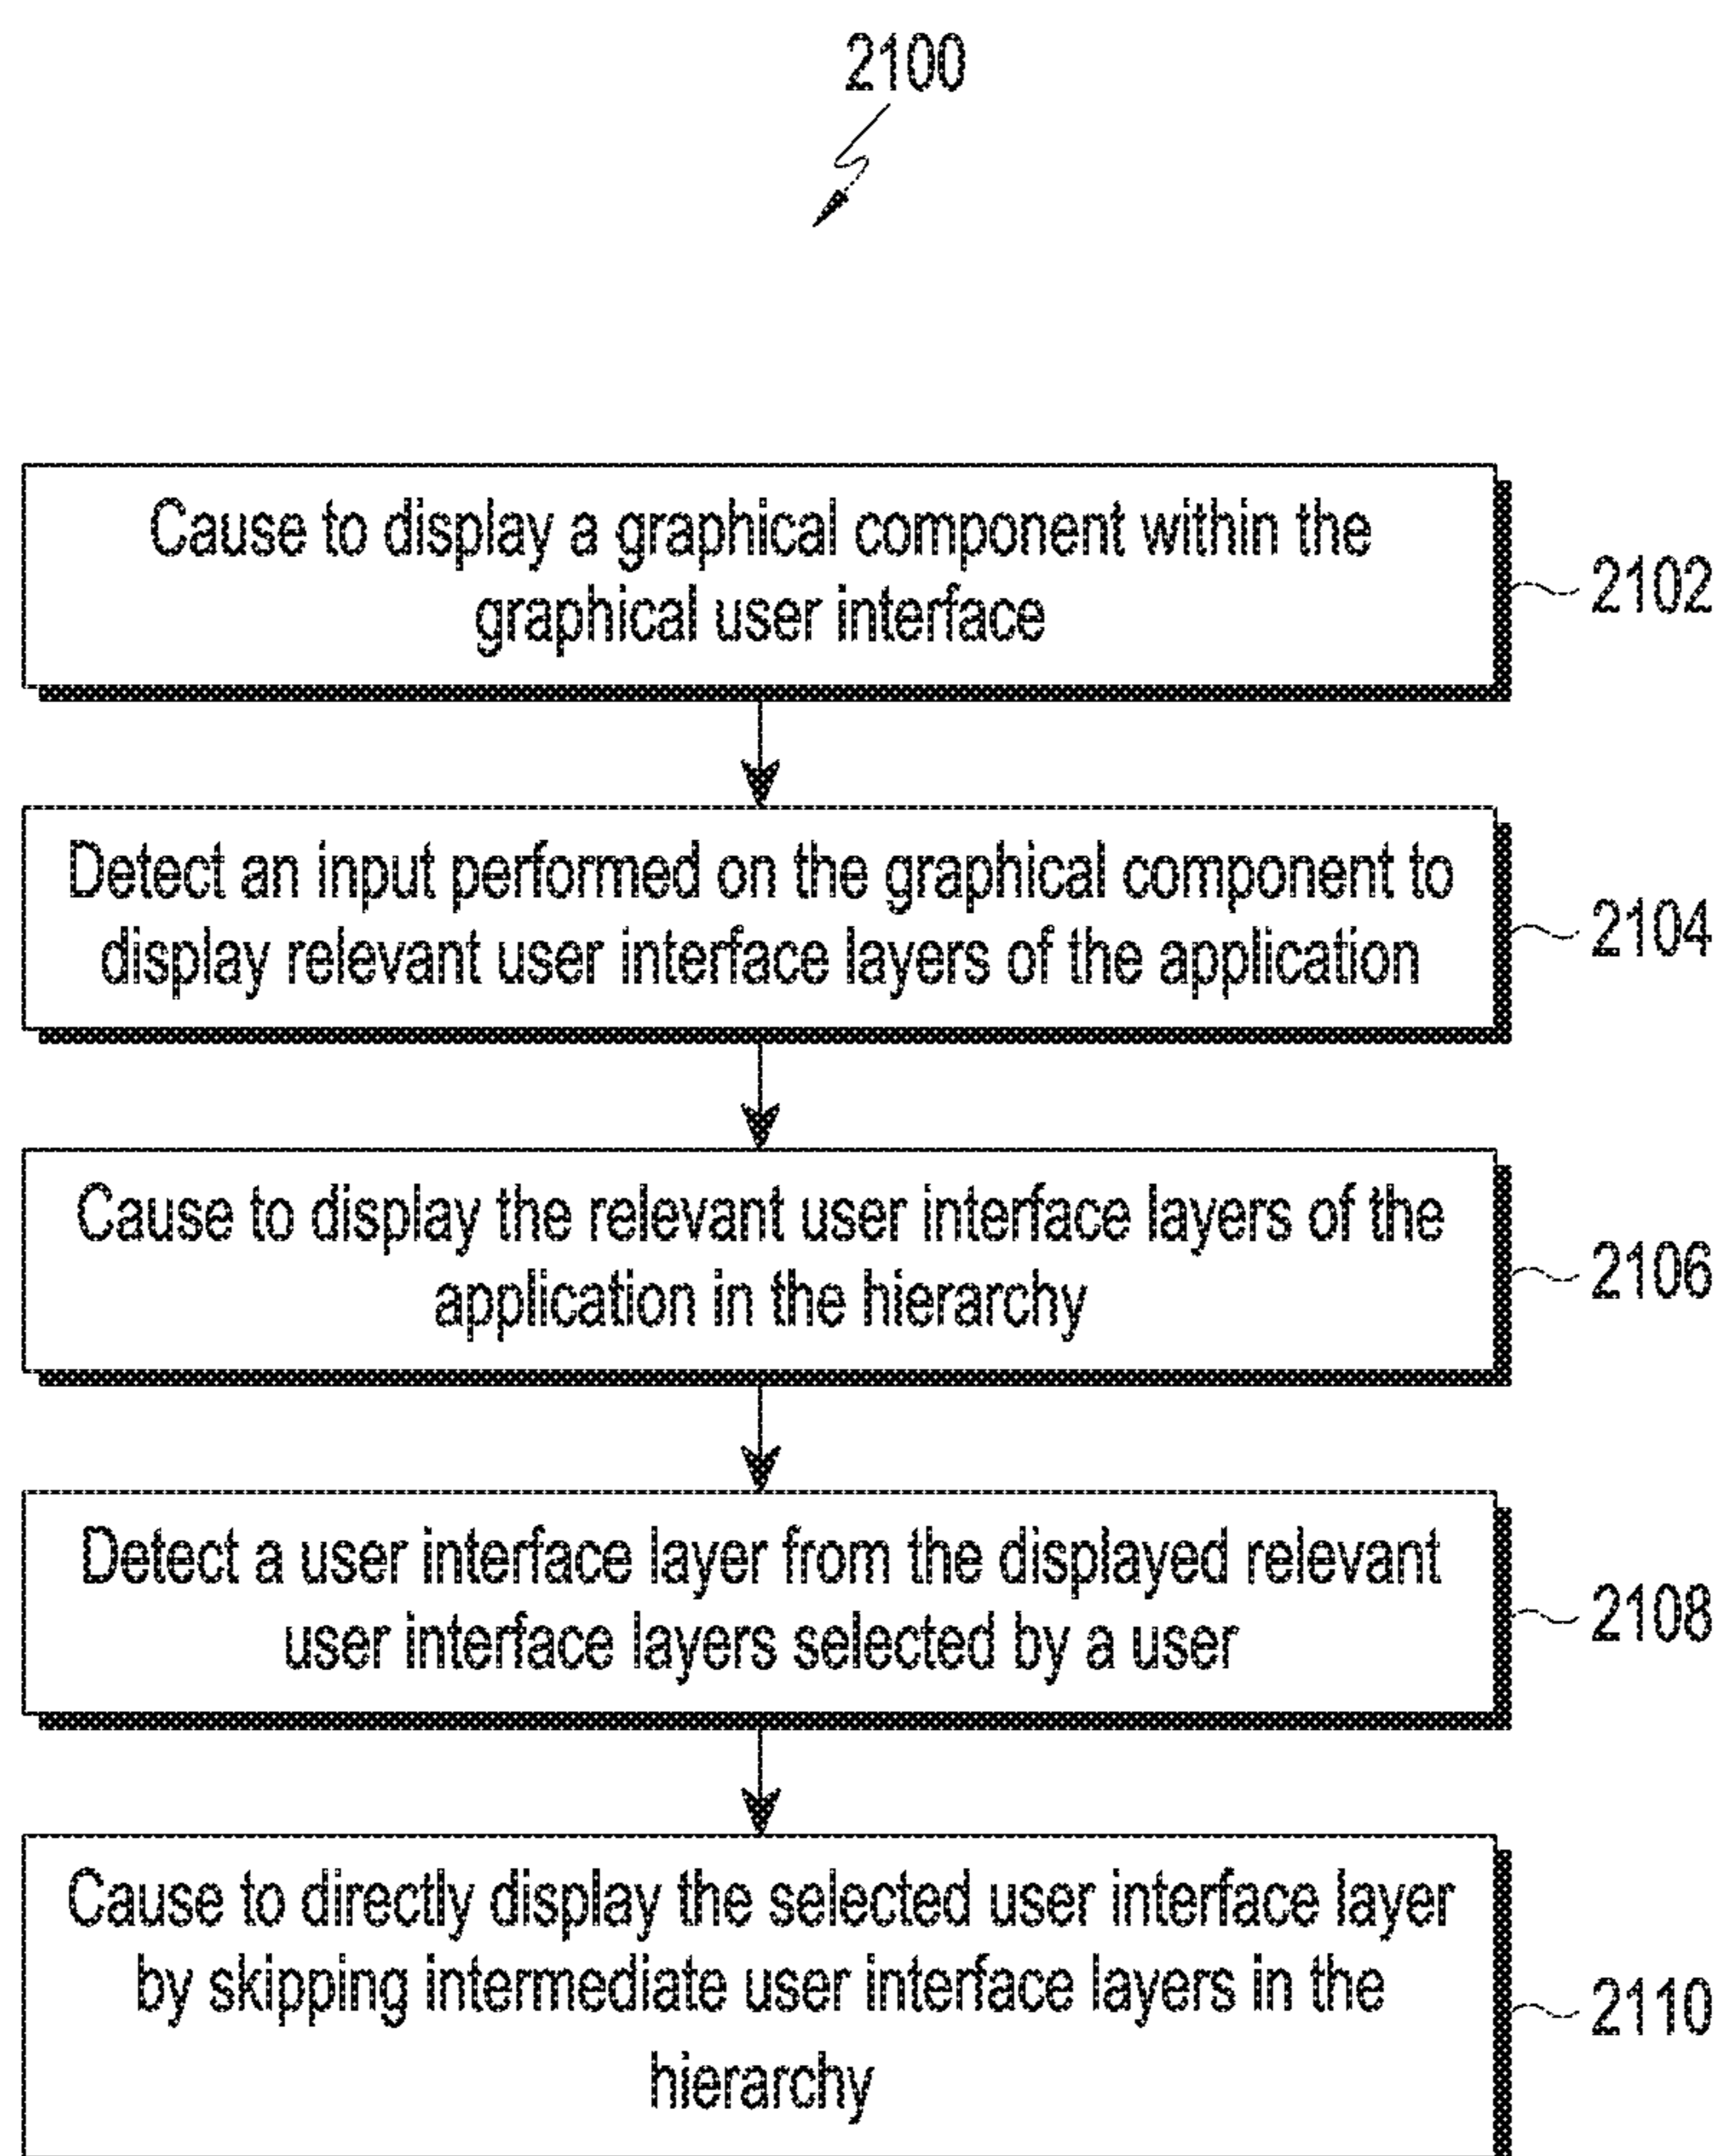 2100
Cause to display a graphical component within the
graphical user interface
2102
Detect an input performed on the graphical component to
display relevant user interface layers of the application
2104
Cause to display the relevant user interface layers of the
application in the hierarchy
2106
Detect a user interface layer from the displayed relevant
user interface layers selected by a user
2108
Cause to directly display the selected user interface layer
by skipping intermediate user interface layers in the
hierarchy
2110